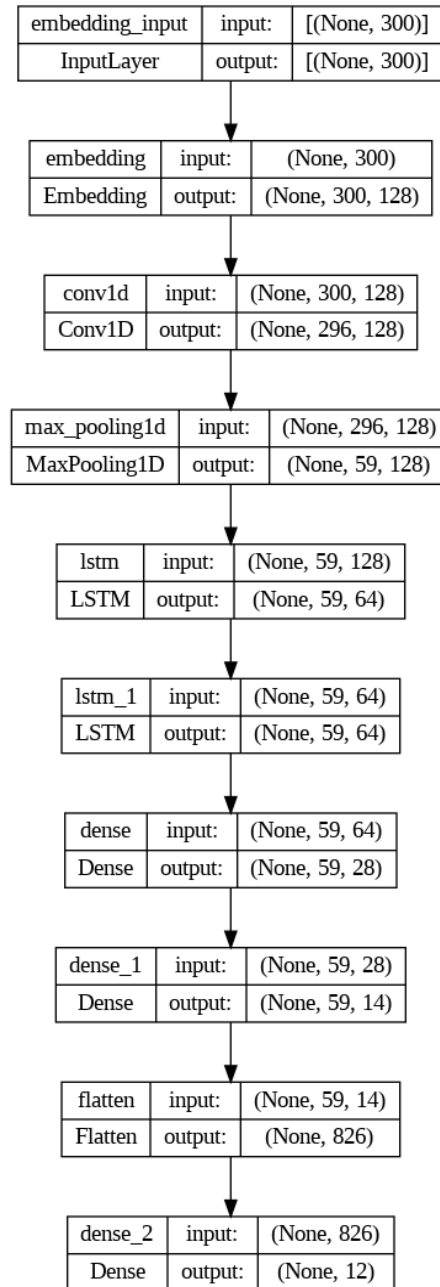 embedding_input input: [(None, 300)]
InputLayer output: [(None, 300)]
embedding input: (None, 300)
Embedding output: (None, 300, 128)
conv1d input: (None, 300, 128)
Conv1D output: (None, 296, 128)
max_pooling1d input: (None, 296, 128)
MaxPooling1D output: (None, 59, 128)
lstm input: (None, 59, 128)
LSTM output: (None, 59, 64)
lstm_1 input: (None, 59, 64)
LSTM output: (None, 59, 64)
dense input: (None, 59, 64)
Dense output: (None, 59, 28)
dense_1 input: (None, 59, 28)
Dense output: (None, 59, 14)
flatten input: (None, 59, 14)
Flatten output: (None, 826)
dense_2 input: (None, 826)
Dense output: (None, 12)